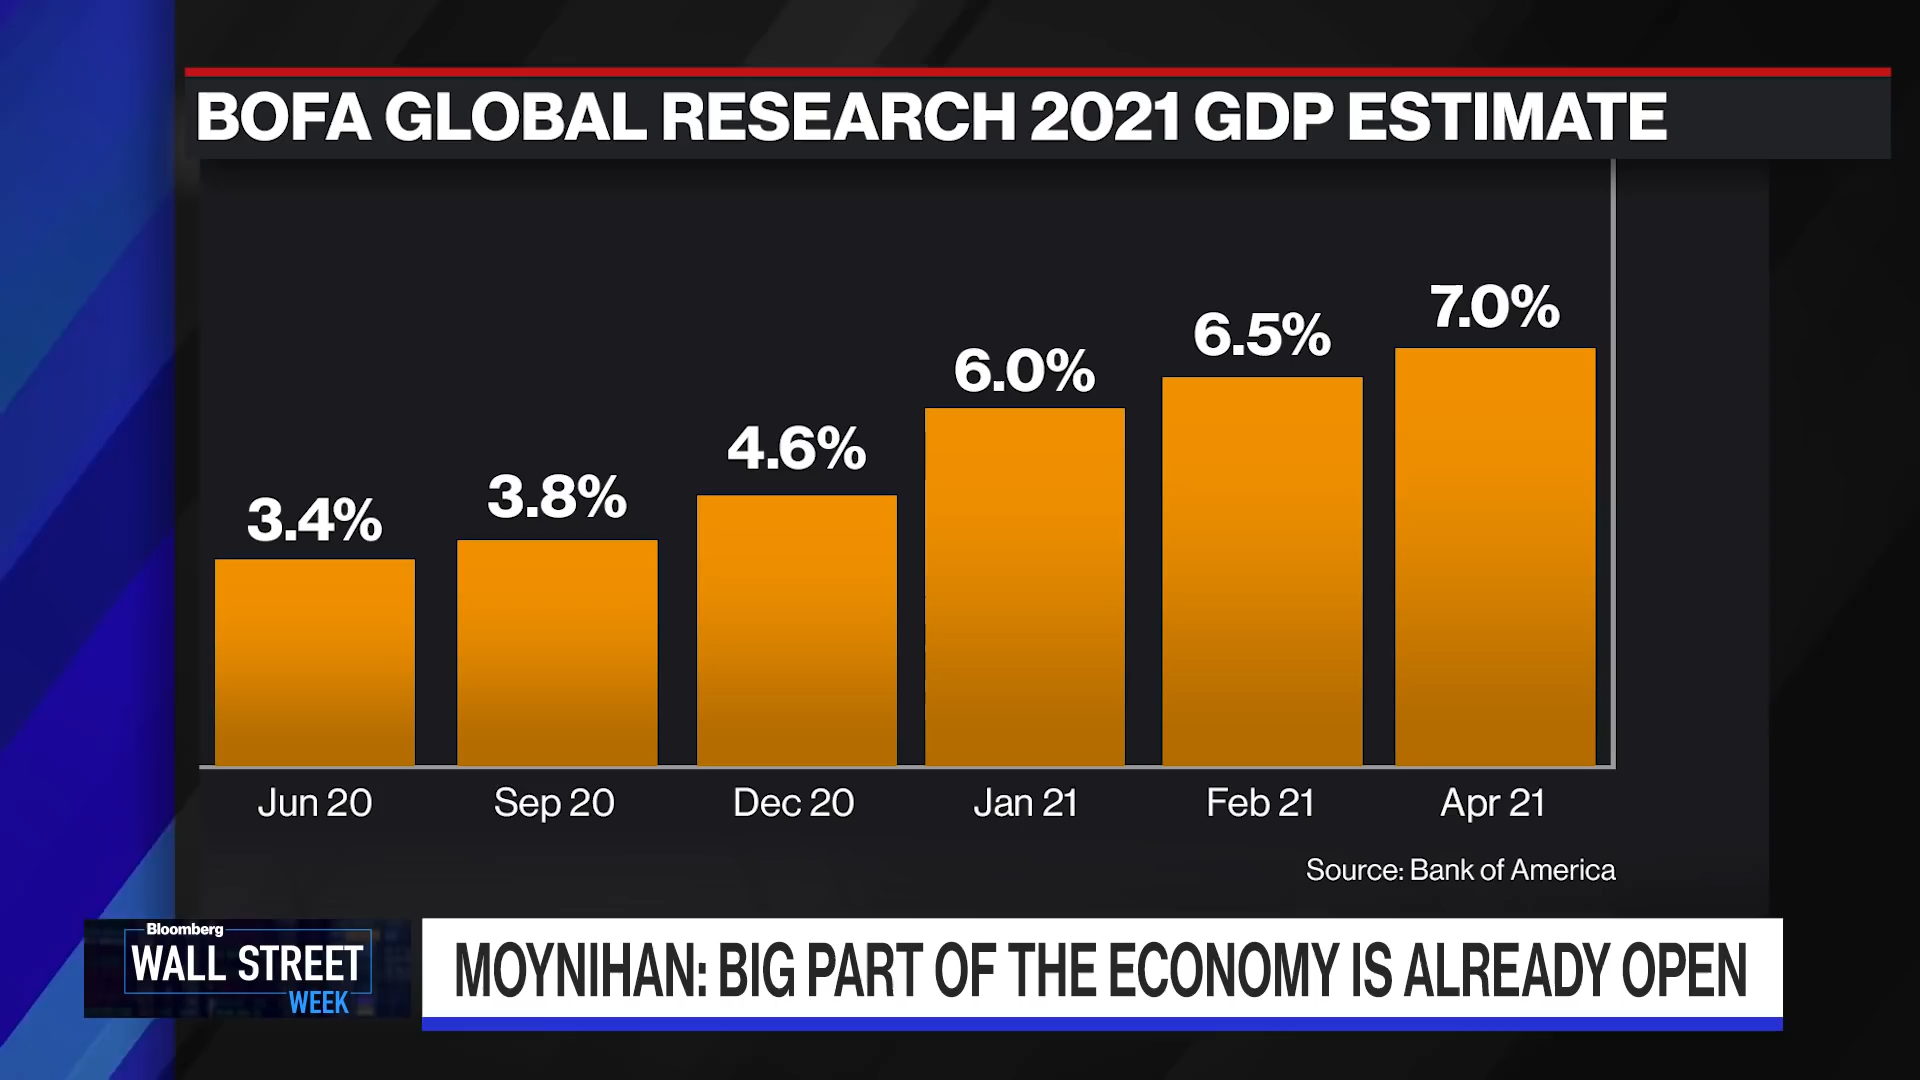 BOFA GLOBAL RESEARCH 2021 GDP ESTIMATE
3.4%
3.8%
4.6%
6.0%
6.5%
7.0%
Jun 20
Sep 20
Dec 20
Jan 21
Feb 21
Apr 21
Source: Bank of America
Bloomberg
WALL STREET
WEEK
MOYNIHAN: BIG PART OF THE ECONOMY IS ALREADY OPEN